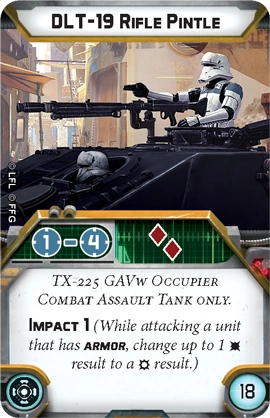 DLT-19 Rifle Pintle
© LFL © FFG
1 – 4
TX-225 GAVw Occupier
Combat Assault Tank only.
Impact 1 (While attacking a unit
that has ARMOR, change up to 1
result to a result.)
18